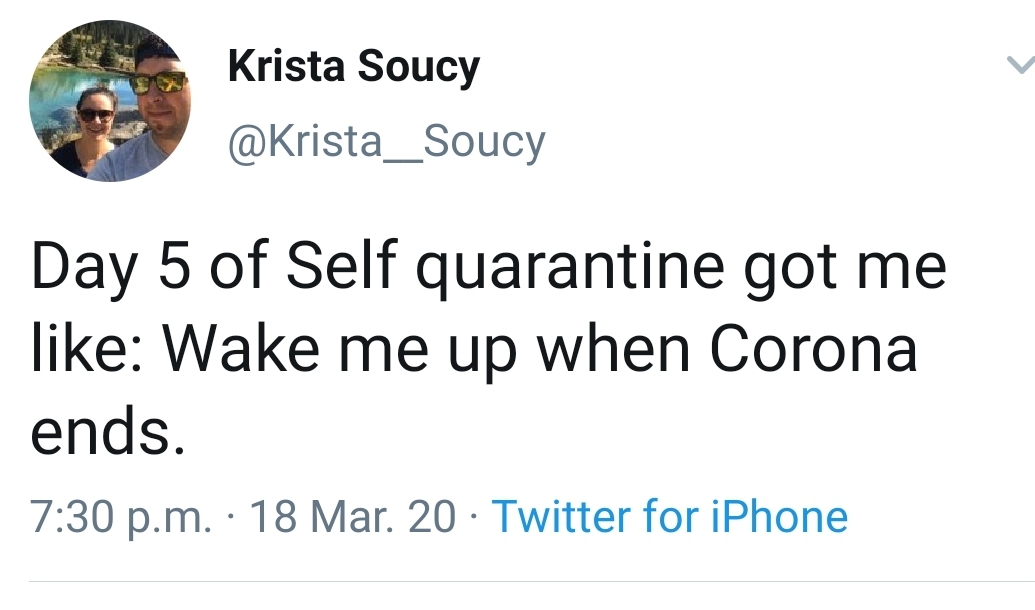 Krista Soucy
@Krista__Soucy
Day 5 of Self quarantine got me
like: Wake me up when Corona
ends.
7:30 p.m. · 18 Mar. 20 · Twitter for iPhone